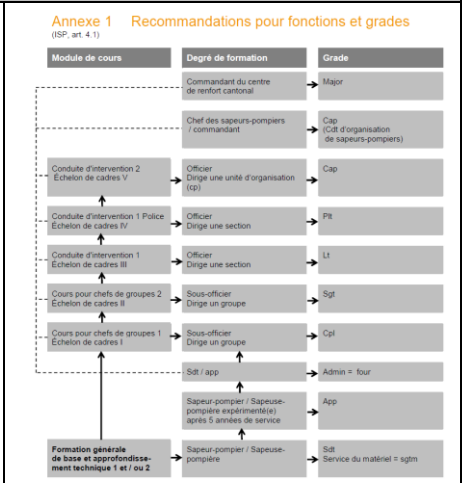 Annexe 1 Recommandations pour fonctions et grades
(ISP, art. 4.1)
Module de cours
Degré de formation
Grade
Commandant du centre
de renfort cantonal
Major
Chef des sapeurs-pompiers
/ commandant
Cap
(Cdt d'organisation
de sapeurs-pompiers)
Conduite d'intervention 2
Échelon de cadres V
Officier
Dirige une unité d'organisation
(cp)
Cap
Conduite d'intervention 1 Police
Échelon de cadres IV
Officier
Dirige une section
Plt
Conduite d'intervention 1
Échelon de cadres III
Officier
Dirige une section
Lt
Cours pour chefs de groupes 2
Échelon de cadres II
Sous-officier
Dirige un groupe
Sgt
Cours pour chefs de groupes 1
Échelon de cadres I
Sous-officier
Dirige un groupe
Cpl
Sdt / app
Admin = four
Sapeur-pompier / Sapeuse-
pompière expérimenté(e)
après 5 années de service
App
Formation générale
de base et approfondisse-
ment technique 1 et / ou 2
Sapeur-pompier / Sapeuse-
pompière
Sdt
Service du matériel = sgtm